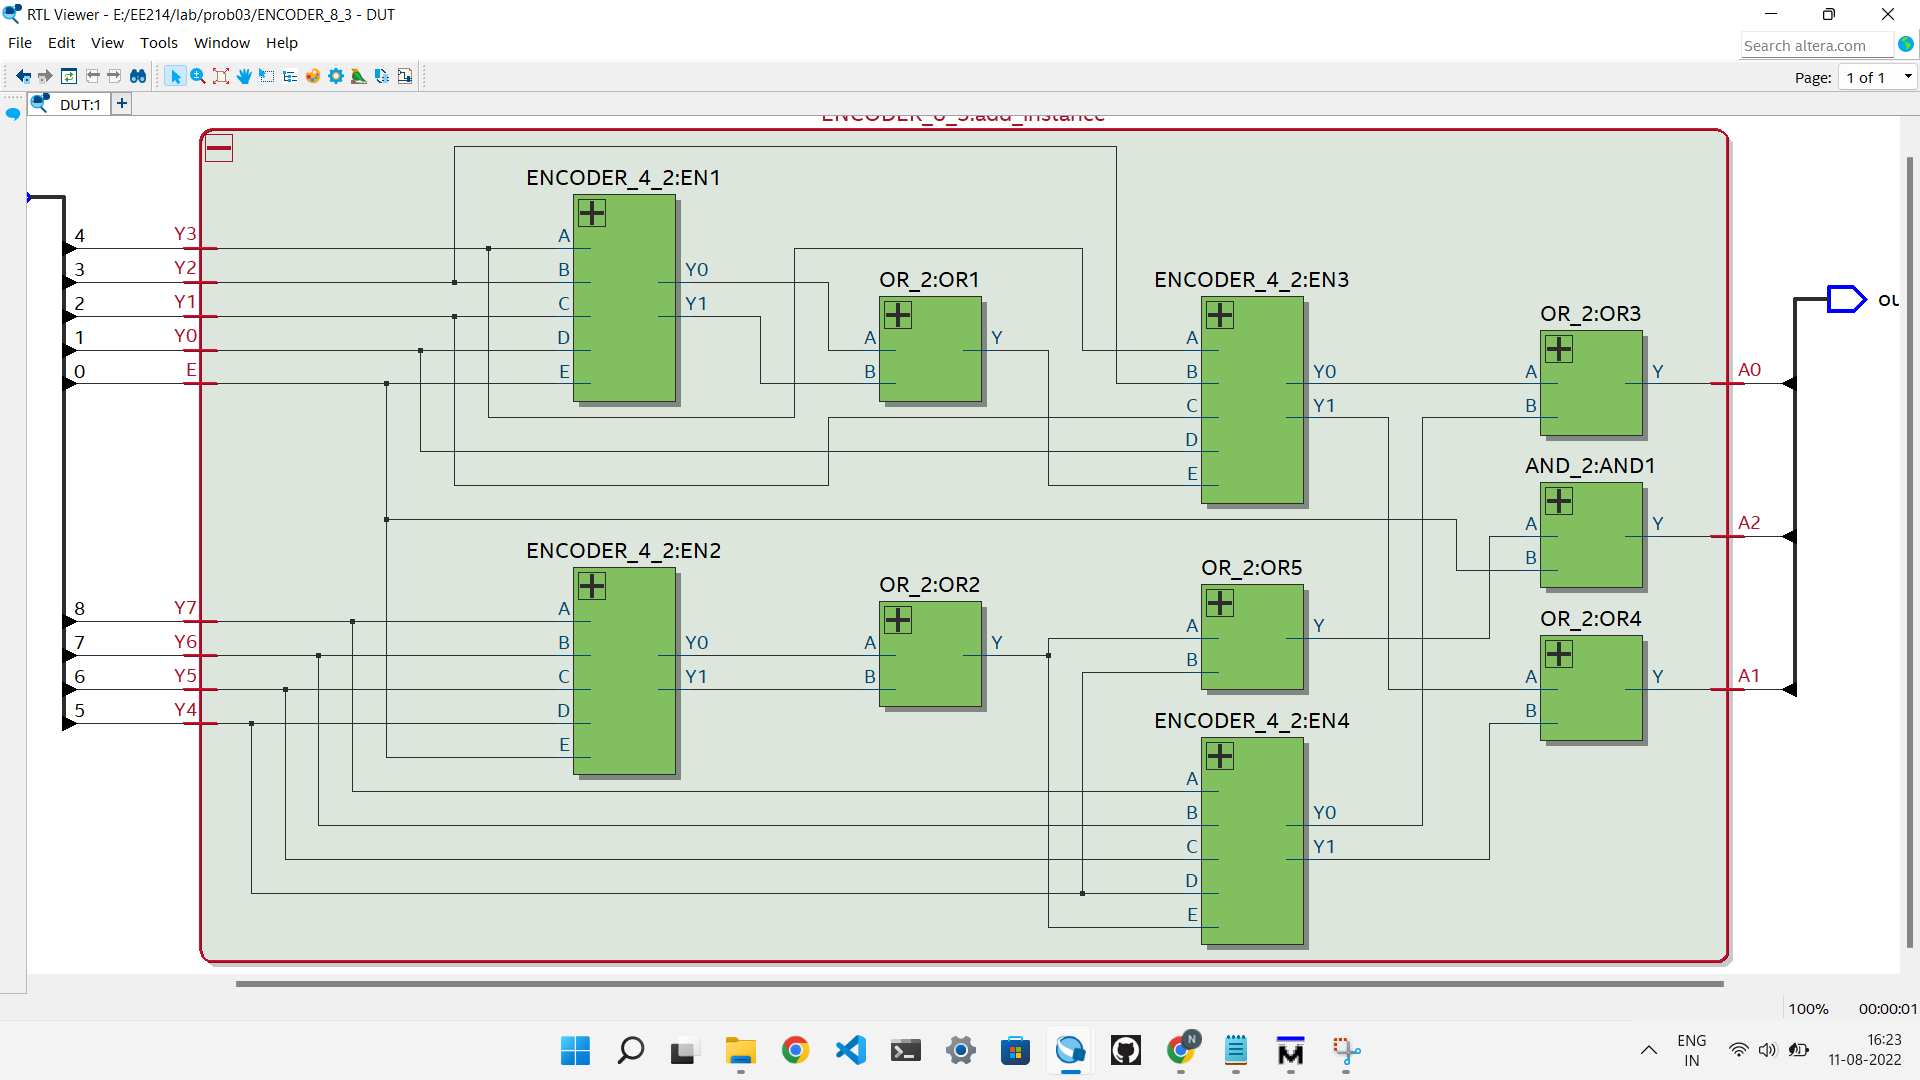 RTL Viewer - E:/EE214/lab/prob03/ENCODER_8_3 - DUT
File Edit View Tools Window Help
Search altera.com
Page: 1 of 1
DUT:1
ENCODER_8_3:add_instance
ENCODER_4_2:EN1
4 Y3 A
3 Y2 B Y0
2 Y1 C Y1
1 Y0 D
0 E E
OR_2:OR1
A Y
B
ENCODER_4_2:EN3
A
B Y0
C Y1
D
E
OR_2:OR3
A Y A0
B
ou
AND_2:AND1
A Y A2
B
ENCODER_4_2:EN2
8 Y7 A
7 Y6 B Y0
6 Y5 C Y1
5 Y4 D
E
OR_2:OR2
A Y
B
OR_2:OR5
A Y
B
OR_2:OR4
A Y A1
B
ENCODER_4_2:EN4
A
B Y0
C Y1
D
E
100% 00:00:01
N
ENG
IN
16:23
11-08-2022